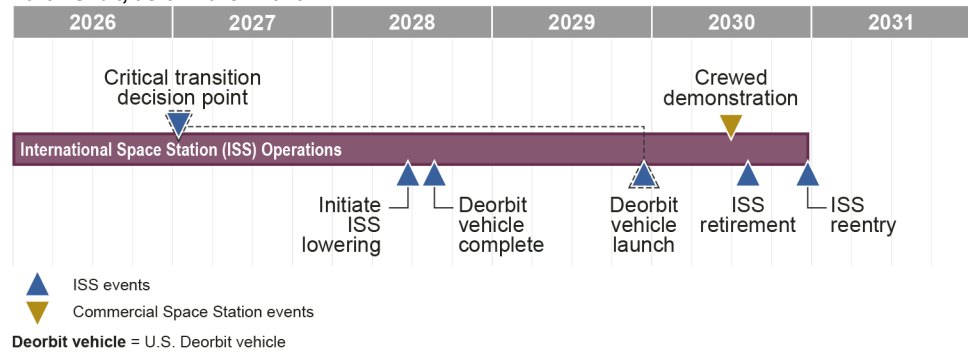 2026 2027 2028 2029 2030 2031
Critical transition
decision point
Crewed
demonstration
International Space Station (ISS) Operations
Initiate
ISS
lowering
Deorbit
vehicle
complete
Deorbit
vehicle
launch
ISS
retirement
ISS
reentry
ISS events
Commercial Space Station events
Deorbit vehicle = U.S. Deorbit vehicle